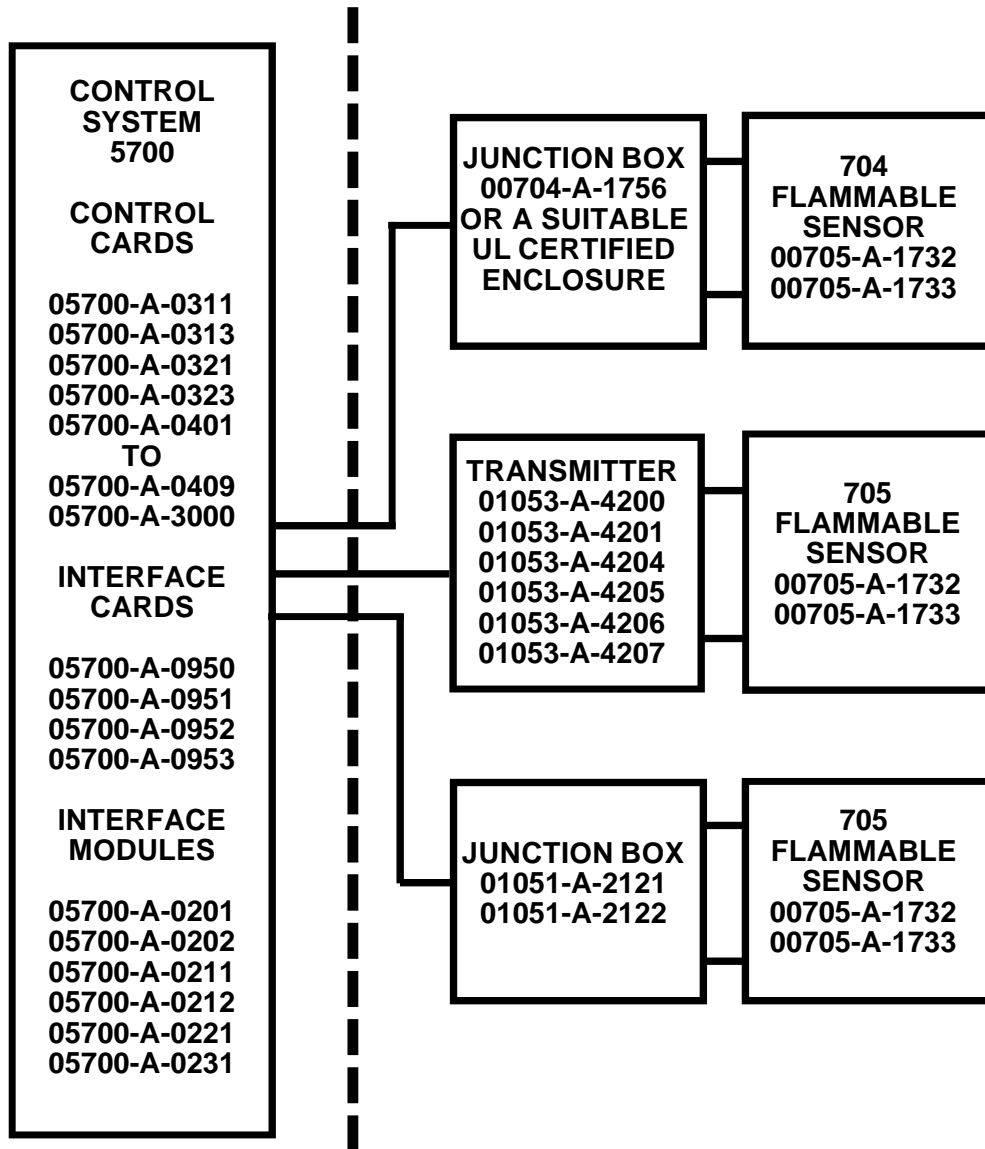 CONTROL
SYSTEM
5700
CONTROL
CARDS
05700-A-0311
05700-A-0313
05700-A-0321
05700-A-0323
05700-A-0401
TO
05700-A-0409
05700-A-3000
INTERFACE
CARDS
05700-A-0950
05700-A-0951
05700-A-0952
05700-A-0953
INTERFACE
MODULES
05700-A-0201
05700-A-0202
05700-A-0211
05700-A-0212
05700-A-0221
05700-A-0231
JUNCTION BOX
00704-A-1756
OR A SUITABLE
UL CERTIFIED
ENCLOSURE
704
FLAMMABLE
SENSOR
00705-A-1732
00705-A-1733
TRANSMITTER
01053-A-4200
01053-A-4201
01053-A-4204
01053-A-4205
01053-A-4206
01053-A-4207
705
FLAMMABLE
SENSOR
00705-A-1732
00705-A-1733
JUNCTION BOX
01051-A-2121
01051-A-2122
705
FLAMMABLE
SENSOR
00705-A-1732
00705-A-1733